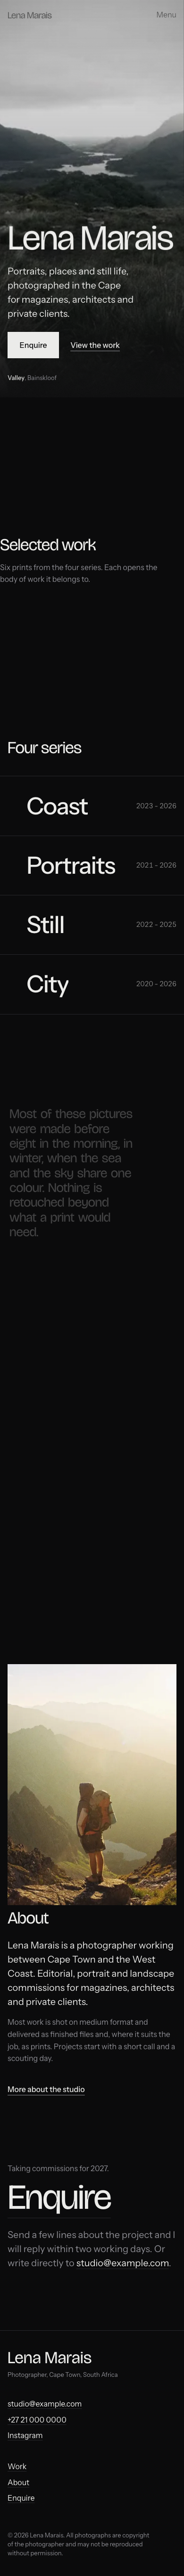 Lena Marais
Menu
Lena Marais
Portraits, places and still life,
photographed in the Cape
for magazines, architects and
private clients.
Enquire
View the work
Valley, Bainskloof
Selected work
Six prints from the four series. Each opens the
body of work it belongs to.
Four series
Coast
2023 – 2026
Portraits
2021 – 2026
Still
2022 – 2025
City
2020 – 2026
Most of these pictures
were made before
eight in the morning, in
winter, when the sea
and the sky share one
colour. Nothing is
retouched beyond
what a print would
need.
About
Lena Marais is a photographer working
between Cape Town and the West
Coast. Editorial, portrait and landscape
commissions for magazines, architects
and private clients.
Most work is shot on medium format and
delivered as finished files and, where it suits the
job, as prints. Projects start with a short call and a
scouting day.
More about the studio
Taking commissions for 2027.
Enquire
Send a few lines about the project and I
will reply within two working days. Or
write directly to studio@example.com.
Lena Marais
Photographer, Cape Town, South Africa
studio@example.com
+27 21 000 0000
Instagram
Work
About
Enquire
© 2026 Lena Marais. All photographs are copyright
of the photographer and may not be reproduced
without permission.